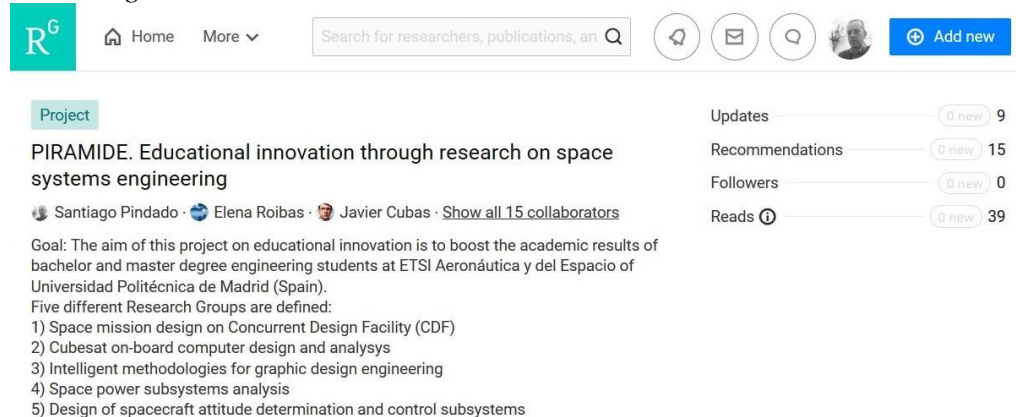 RG
Home
More
Search for researchers, publications, an
Add new
Project
PIRAMIDE. Educational innovation through research on space
systems engineering
Santiago Pindado · Elena Roibas · Javier Cubas · Show all 15 collaborators
Goal: The aim of this project on educational innovation is to boost the academic results of
bachelor and master degree engineering students at ETSI Aeronáutica y del Espacio of
Universidad Politécnica de Madrid (Spain).
Five different Research Groups are defined:
1) Space mission design on Concurrent Design Facility (CDF)
2) Cubesat on-board computer design and analysys
3) Intelligent methodologies for graphic design engineering
4) Space power subsystems analysis
5) Design of spacecraft attitude determination and control subsystems
Updates 0 new 9
Recommendations 0 new 15
Followers 0 new 0
Reads 0 new 39